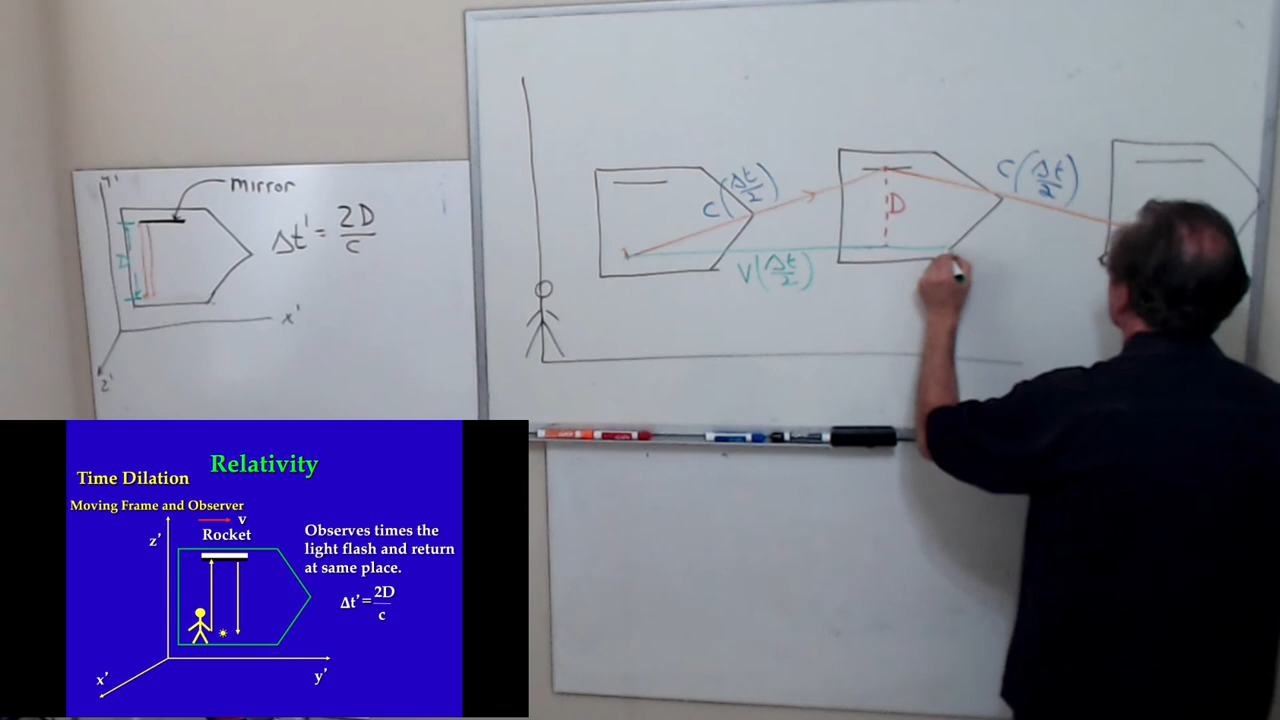 y'
mirror
Δt' = 2D/c
D
x'
z'
C(Δt/2)
C(Δt/2)
D
V(Δt/2)
Relativity
Time Dilation
Moving Frame and Observer
v
z'
Rocket
Observes times the
light flash and return
at same place.
Δt'=2D/c
x'
y'